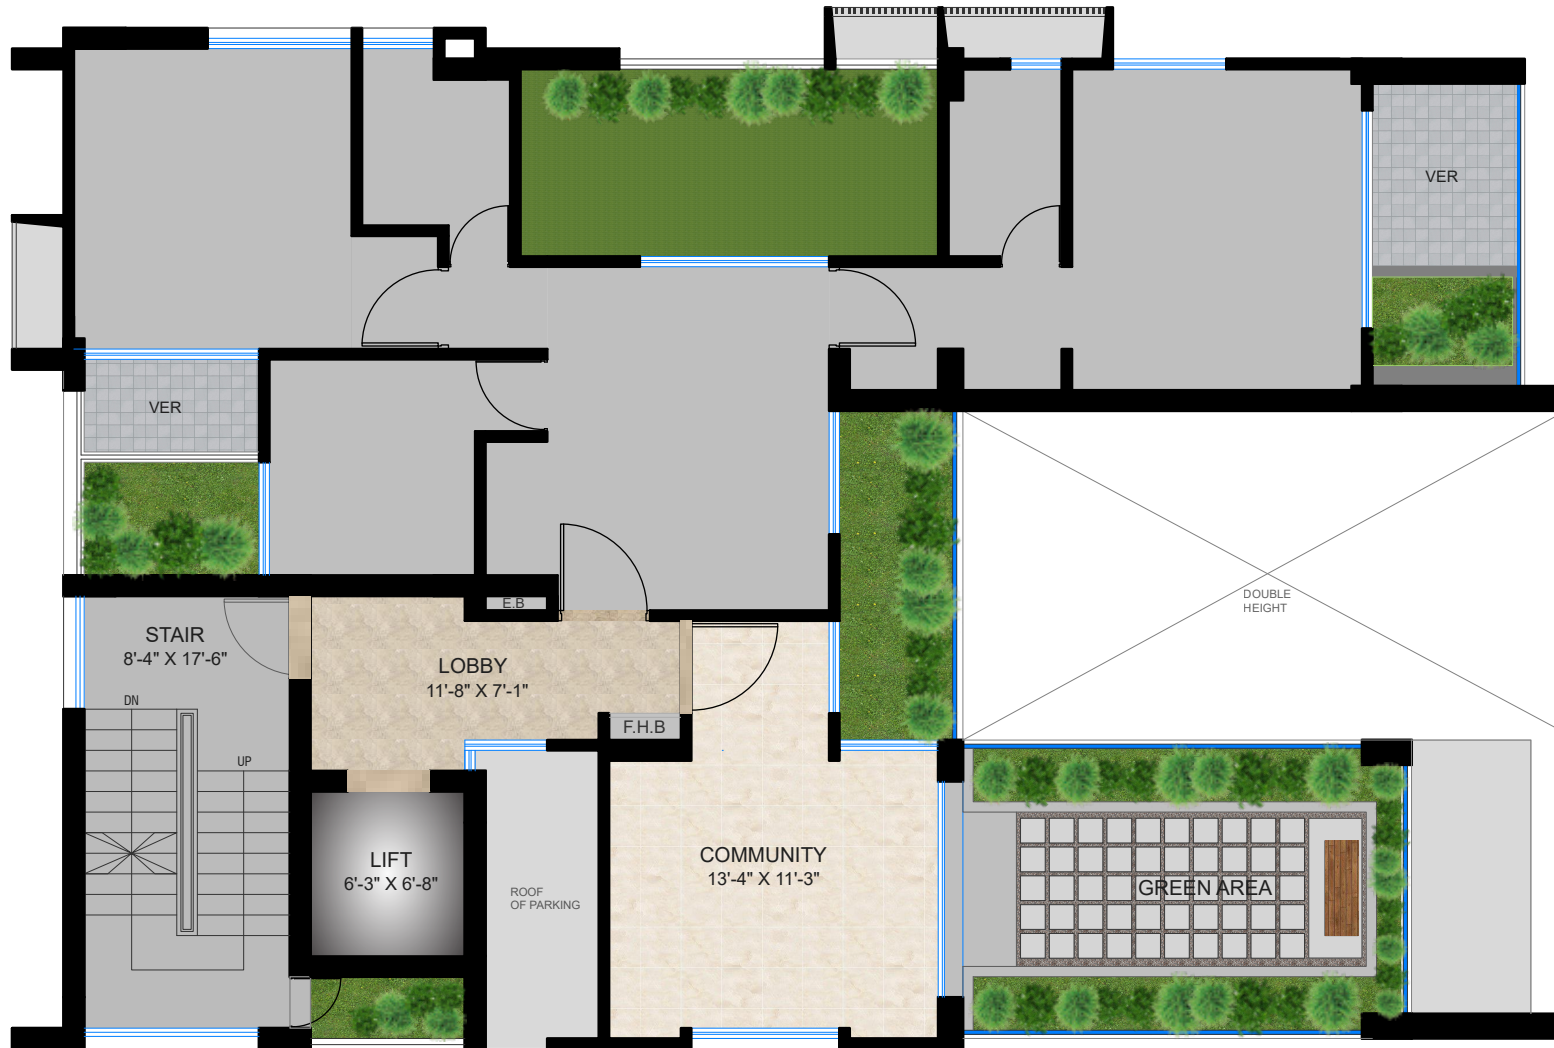 VER
VER
DOUBLE
HEIGHT
E.B
STAIR
8'-4" X 17'-6"
LOBBY
11'-8" X 7'-1"
DN
F.H.B
UP
LIFT
6'-3" X 6'-8"
COMMUNITY
13'-4" X 11'-3"
ROOF
OF PARKING
GREEN AREA